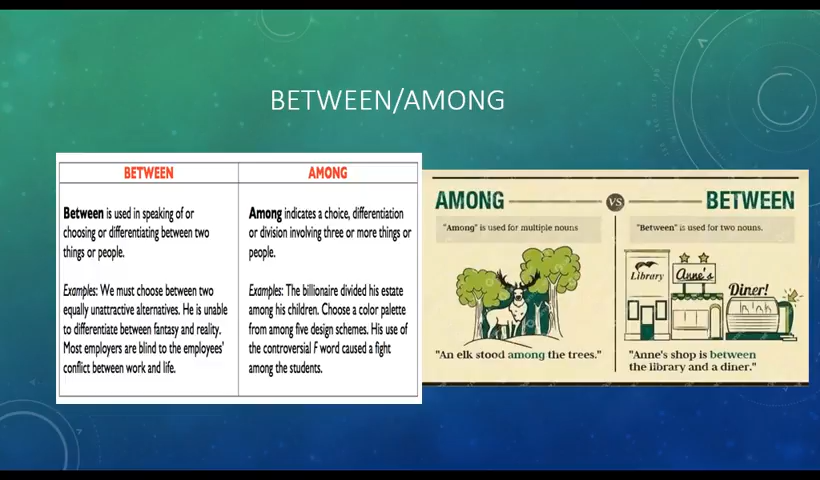 BETWEEN/AMONG
BETWEEN
Between is used in speaking of or
choosing or differentiating between two
things or people.
Examples: We must choose between two
equally unattractive alternatives. He is unable
to differentiate between fantasy and reality.
Most employers are blind to the employees'
conflict between work and life.
AMONG
Among indicates a choice, differentiation
or division involving three or more things or
people.
Examples: The billionaire divided his estate
among his children. Choose a color palette
from among five design schemes. His use of
the controversial F word caused a fight
among the students.
AMONG VS BETWEEN
"Among" is used for multiple nouns
"An elk stood among the trees."
"Between" is used for two nouns.
Library
Anne's
Diner!
"Anne's shop is between
the library and a diner."